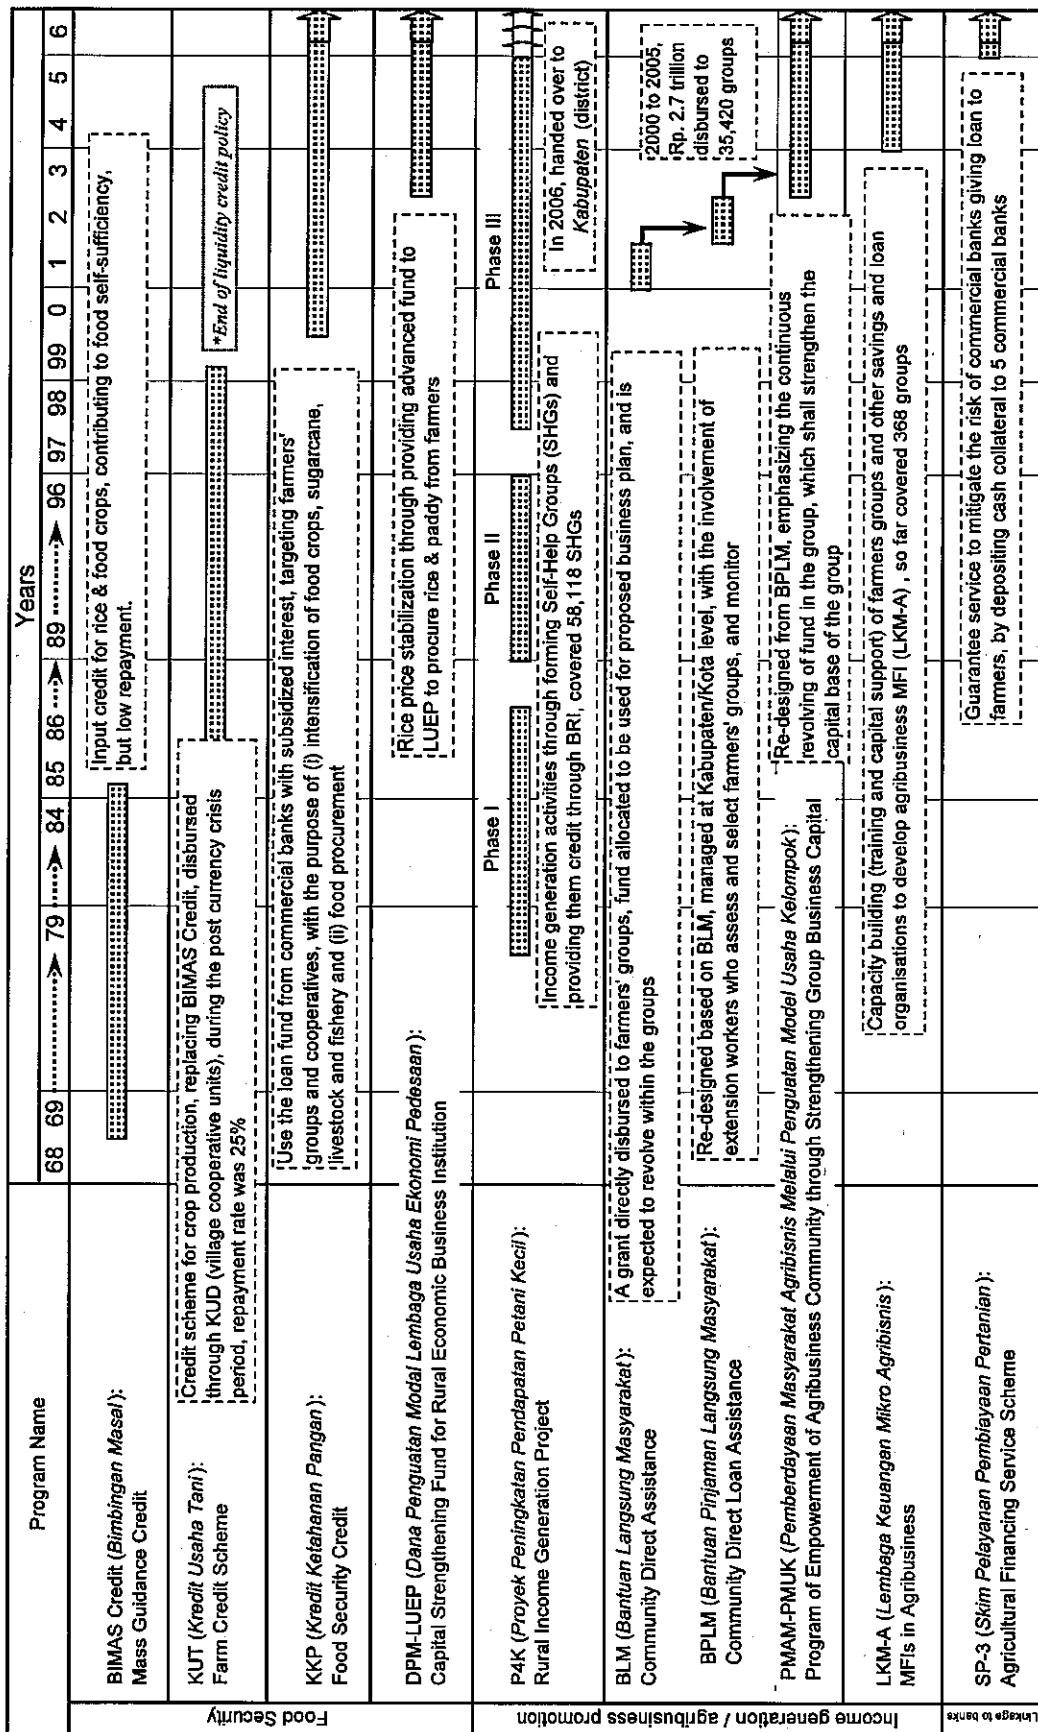 Program Name
Years
68 69 79 84 85 86 89 96 97 98 99 0 1 2 3 4 5 6
Food Security
BIMAS Credit (Bimbingan Masal):
Mass Guidance Credit
Input credit for rice & food crops, contributing to food self-sufficiency,
but low repayment.
KUT (Kredit Usaha Tani):
Farm Credit Scheme
Credit scheme for crop production, replacing BIMAS Credit, disbursed
through KUD (village cooperative units), during the post currency crisis
period, repayment rate was 25%
*End of liquidity credit policy
KKP (Kredit Ketahanan Pangan):
Food Security Credit
Use the loan fund from commercial banks with subsidized interest, targeting farmers'
groups and cooperatives, with the purpose of (i) intensification of food crops, sugarcane,
livestock and fishery and (ii) food procurement
DPM-LUEP (Dana Penguatan Modal Lembaga Usaha Ekonomi Pedesaan):
Capital Strengthening Fund for Rural Economic Business Institution
Rice price stabilization through providing advanced fund to
LUEP to procure rice & paddy from farmers
Income generation / agribusiness promotion
P4K (Proyek Peningkatan Pendapatan Petani Kecil):
Rural Income Generation Project
Phase I
Phase II
Phase III
Income generation activities through forming Self-Help Groups (SHGs) and
providing them credit through BRI, covered 58,118 SHGs
In 2006, handed over to
Kabupaten (district)
BLM (Bantuan Langsung Masyarakat):
Community Direct Assistance
A grant directly disbursed to farmers' groups, fund allocated to be used for proposed business plan, and is
expected to revolve within the groups
2000 to 2005,
Rp. 2.7 trillion
disbursed to
35,420 groups
BPLM (Bantuan Pinjaman Langsung Masyarakat):
Community Direct Loan Assistance
Re-designed based on BLM, managed at Kabupaten/Kota level, with the involvement of
extension workers who assess and select farmers' groups, and monitor
PMAM-PMUK (Pemberdayaan Masyarakat Agribisnis Melalui Penguatan Model Usaha Kelompok):
Program of Empowerment of Agribusiness Community through Strengthening Group Business Capital
Re-designed from BPLM, emphasizing the continuous
revolving of fund in the group, which shall strengthen the
capital base of the group
LKM-A (Lembaga Keuangan Mikro Agribisnis):
MFIs in Agribusiness
Capacity building (training and capital support) of farmers groups and other savings and loan
organisations to develop agribusiness MFI (LKM-A) , so far covered 368 groups
Linkage to banks
SP-3 (Skim Pelayanan Pembiayaan Pertanian):
Agricultural Financing Service Scheme
Guarantee service to mitigate the risk of commercial banks giving loan to
farmers, by depositing cash collateral to 5 commercial banks